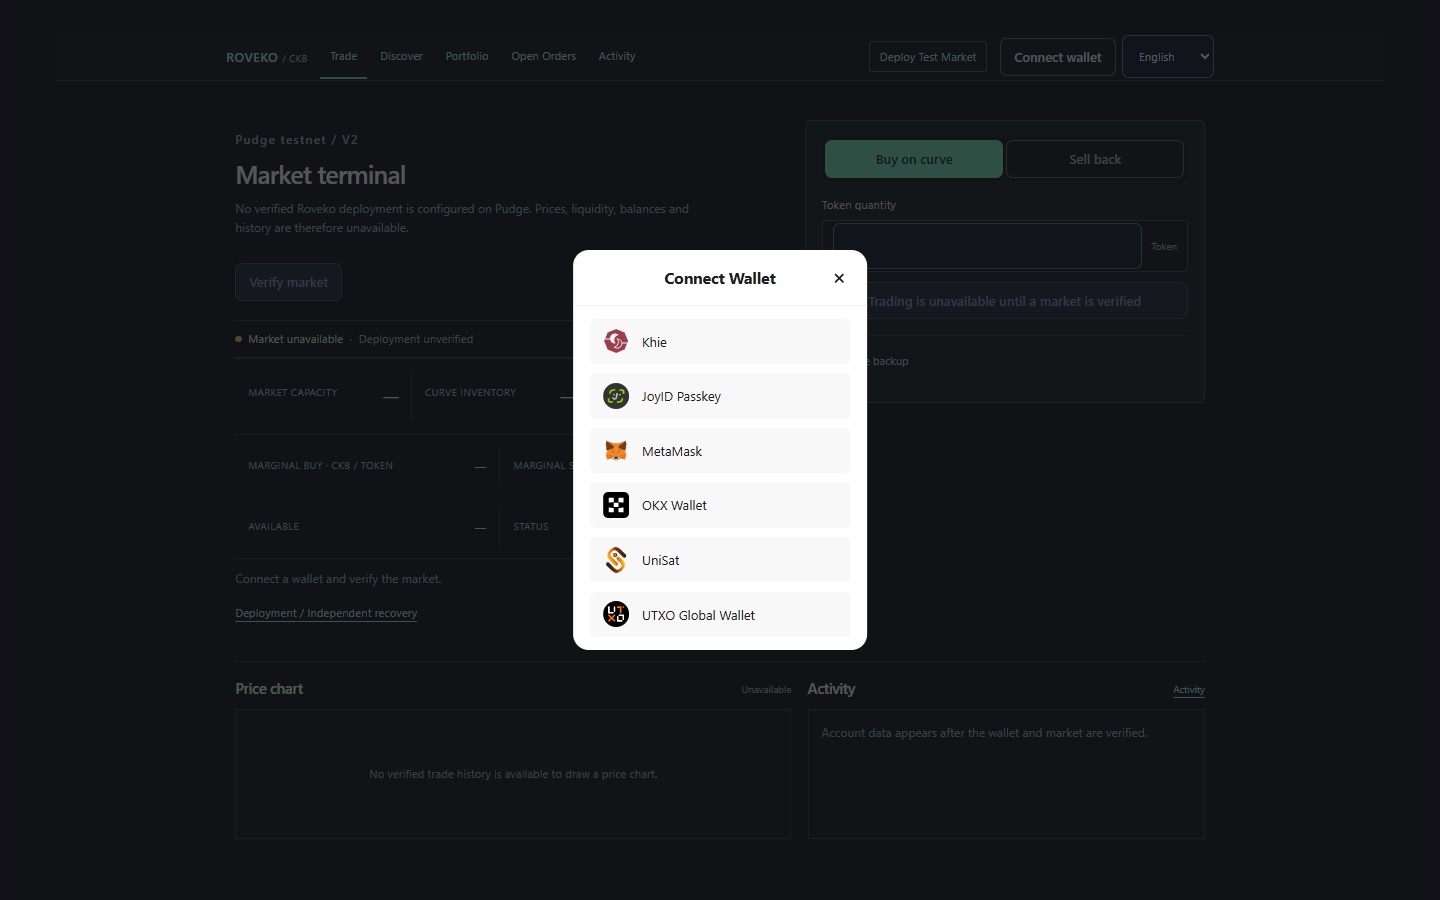 ROVEKO / CKB
Trade
Discover
Portfolio
Open Orders
Activity
Deploy Test Market
Connect wallet
English
Pudge testnet / V2
Market terminal
No verified Roveko deployment is configured on Pudge. Prices, liquidity, balances and
history are therefore unavailable.
Verify market
Market unavailable · Deployment unverified
MARKET CAPACITY —
CURVE INVENTORY —
MARGINAL BUY · CKB / TOKEN —
MARGINAL
AVAILABLE —
STATUS
Connect a wallet and verify the market.
Deployment / Independent recovery
Buy on curve
Sell back
Token quantity
Token
Trading is unavailable until a market is verified
backup
Connect Wallet
Khie
JoyID Passkey
MetaMask
OKX Wallet
UniSat
UTXO
UTXO Global Wallet
Price chart
Unavailable
No verified trade history is available to draw a price chart.
Activity
Activity
Account data appears after the wallet and market are verified.